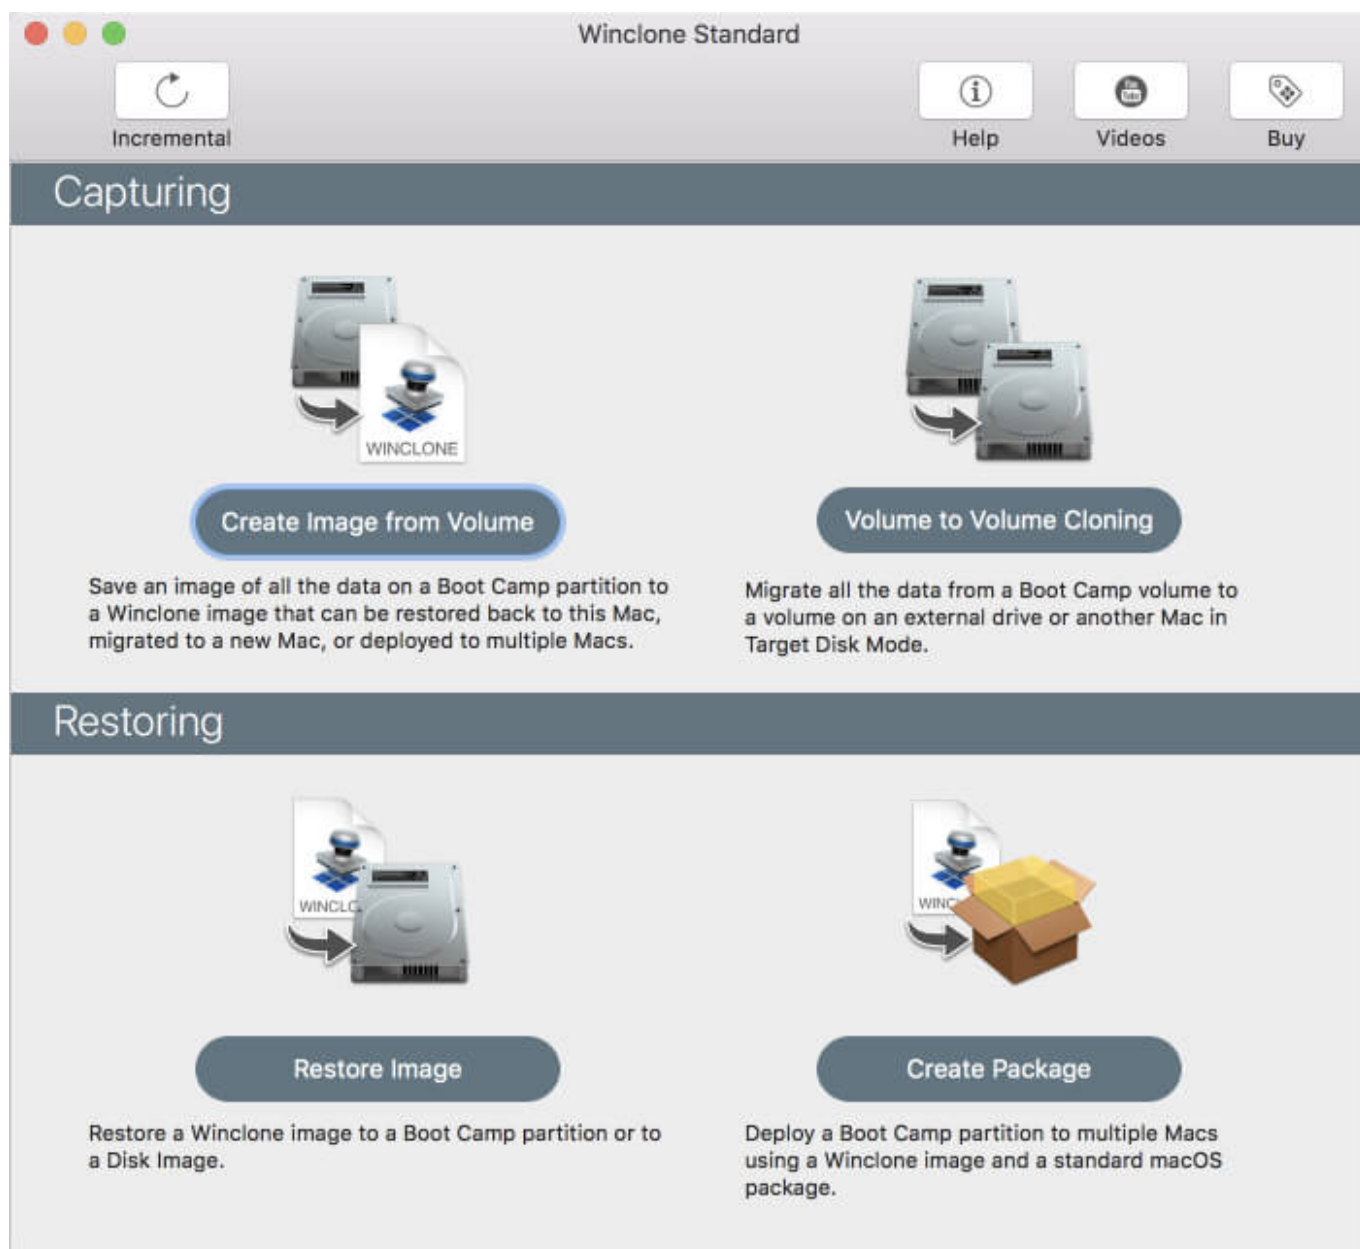 Winclone Standard
Incremental
Help
Videos
Buy
Capturing
WINCLONE
Create Image from Volume
Volume to Volume Cloning
Save an image of all the data on a Boot Camp partition to
a Winclone image that can be restored back to this Mac,
migrated to a new Mac, or deployed to multiple Macs.
Migrate all the data from a Boot Camp volume to
a volume on an external drive or another Mac in
Target Disk Mode.
Restoring
WINCLO
WINC
Restore Image
Create Package
Restore a Winclone image to a Boot Camp partition or to
a Disk Image.
Deploy a Boot Camp partition to multiple Macs
using a Winclone image and a standard macOS
package.